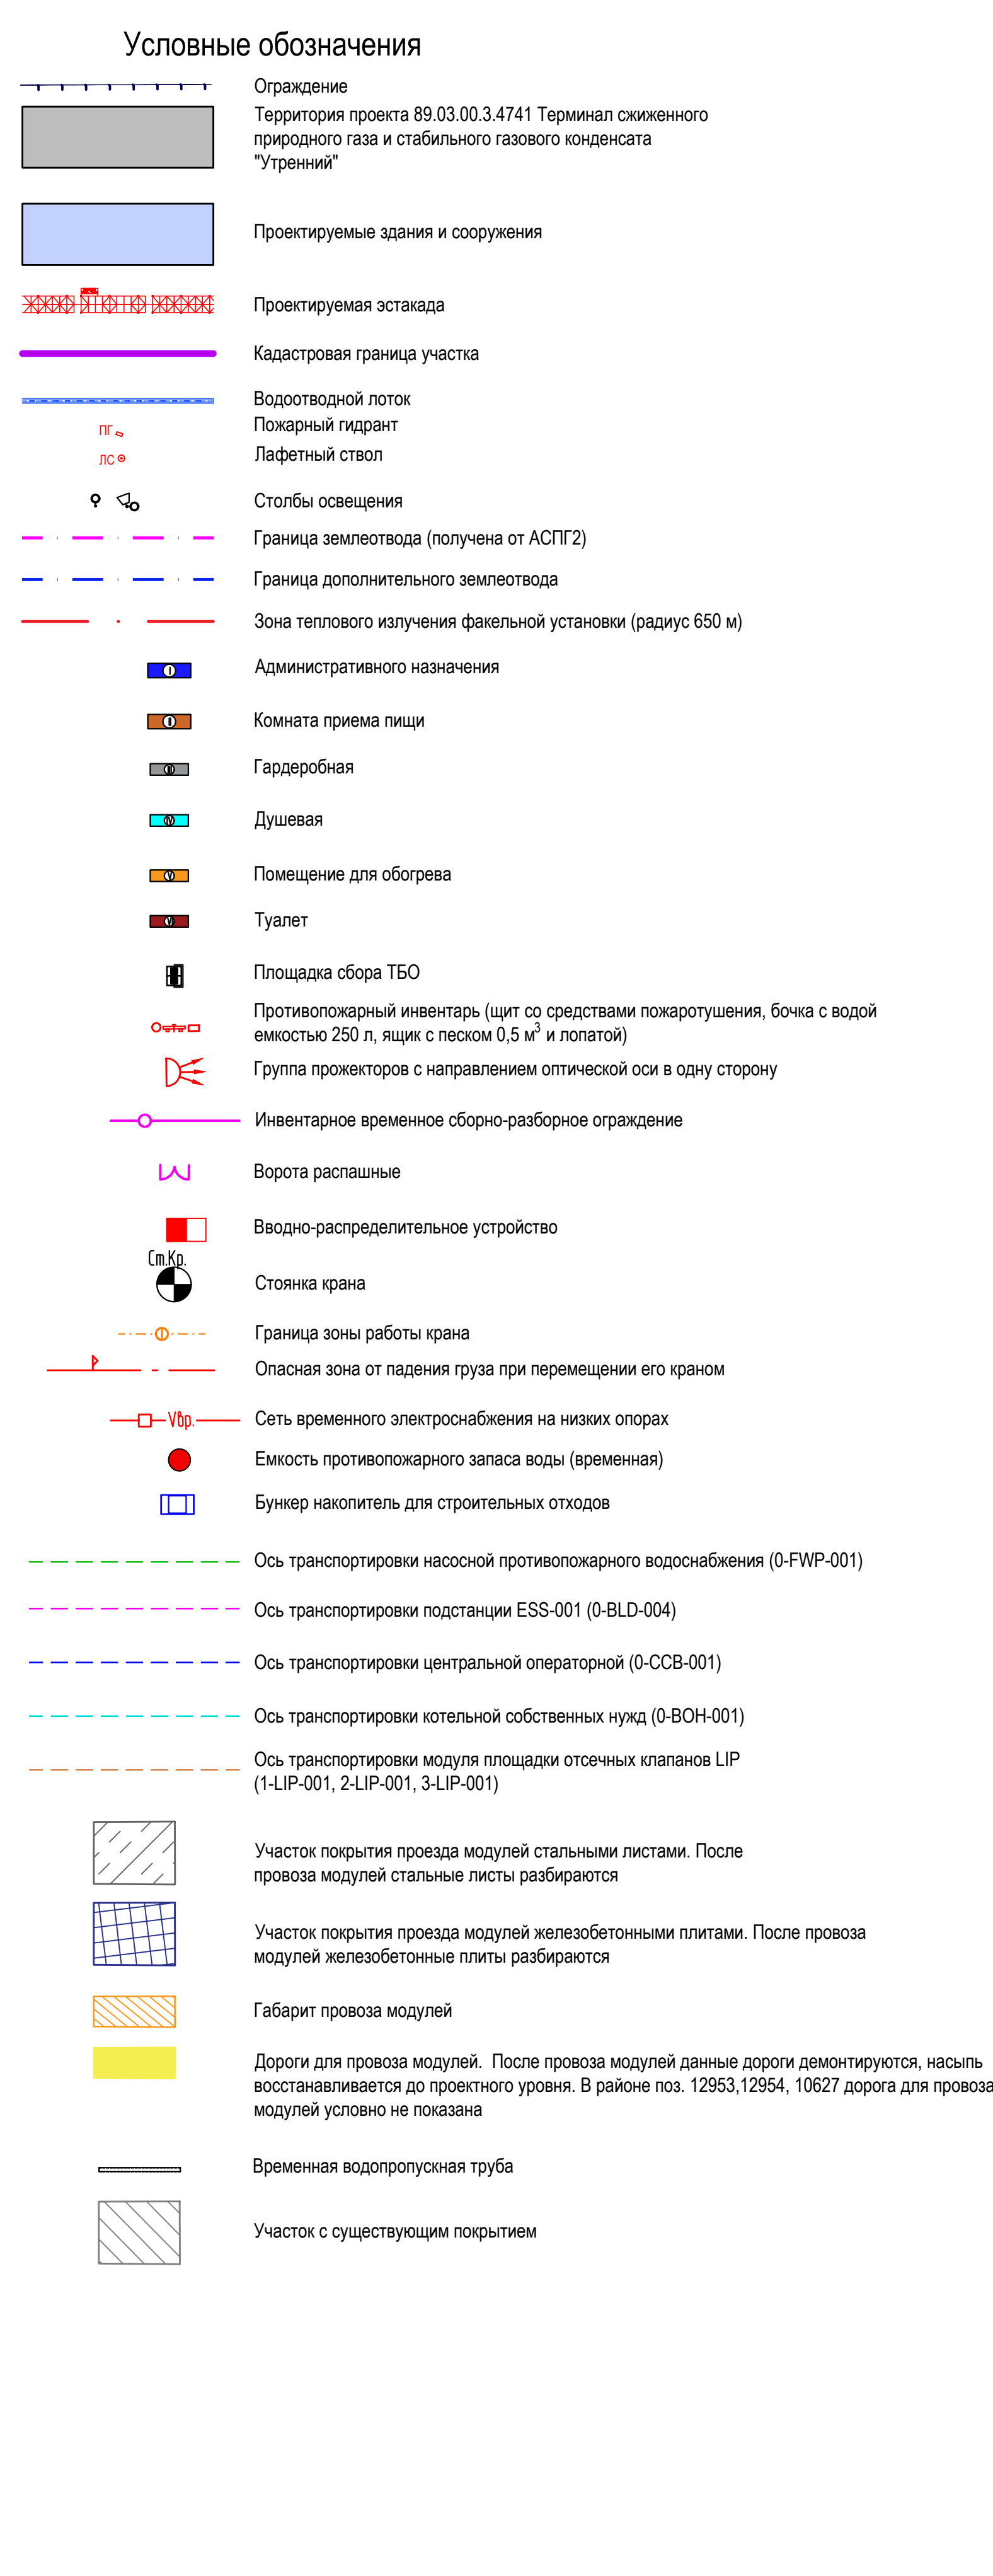 Условные обозначения
Ограждение
Территория проекта 89.03.00.3.4741 Терминал сжиженного
природного газа и стабильного газового конденсата
"Утренний"
Проектируемые здания и сооружения
Проектируемая эстакада
Кадастровая граница участка
Водоотводной лоток
ПГ Пожарный гидрант
ЛС Лафетный ствол
Столбы освещения
Граница землеотвода (получена от АСПГ2)
Граница дополнительного землеотвода
Зона теплового излучения факельной установки (радиус 650 м)
I Административного назначения
II Комната приема пищи
III Гардеробная
IV Душевая
V Помещение для обогрева
VI Туалет
Площадка сбора ТБО
Противопожарный инвентарь (щит со средствами пожаротушения, бочка с водой
емкостью 250 л, ящик с песком 0,5 м³ и лопатой)
Группа прожекторов с направлением оптической оси в одну сторону
Инвентарное временное сборно-разборное ограждение
Ворота распашные
Вводно-распределительное устройство
Ст.Кр.
Стоянка крана
Граница зоны работы крана
Опасная зона от падения груза при перемещении его краном
Vвр. Сеть временного электроснабжения на низких опорах
Емкость противопожарного запаса воды (временная)
Бункер накопитель для строительных отходов
Ось транспортировки насосной противопожарного водоснабжения (0-FWP-001)
Ось транспортировки подстанции ESS-001 (0-BLD-004)
Ось транспортировки центральной операторной (0-CCB-001)
Ось транспортировки котельной собственных нужд (0-BOH-001)
Ось транспортировки модуля площадки отсечных клапанов LIP
(1-LIP-001, 2-LIP-001, 3-LIP-001)
Участок покрытия проезда модулей стальными листами. После
провоза модулей стальные листы разбираются
Участок покрытия проезда модулей железобетонными плитами. После провоза
модулей железобетонные плиты разбираются
Габарит провоза модулей
Дороги для провоза модулей. После провоза модулей данные дороги демонтируются, насыпь
восстанавливается до проектного уровня. В районе поз. 12953,12954, 10627 дорога для провоза
модулей условно не показана
Временная водопропускная труба
Участок с существующим покрытием